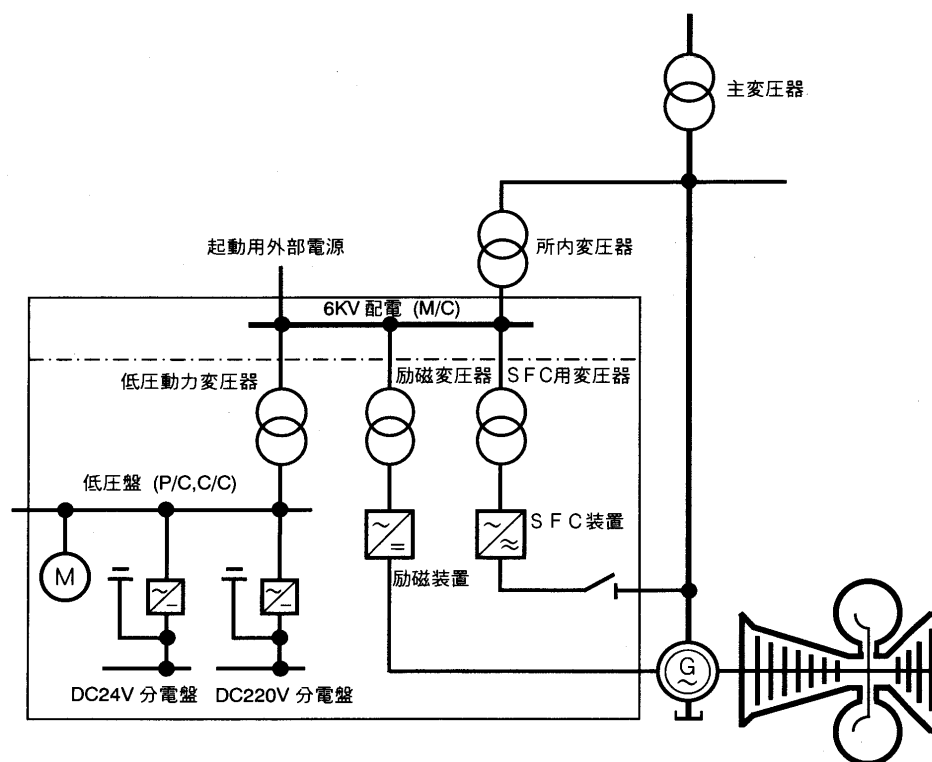 主変圧器
所内変圧器
起動用外部電源
6KV 配電 (M/C)
低圧動力変圧器
励磁変圧器
SFC用変圧器
低圧盤 (P/C,C/C)
SFC装置
励磁装置
M
G
DC24V 分電盤
DC220V 分電盤